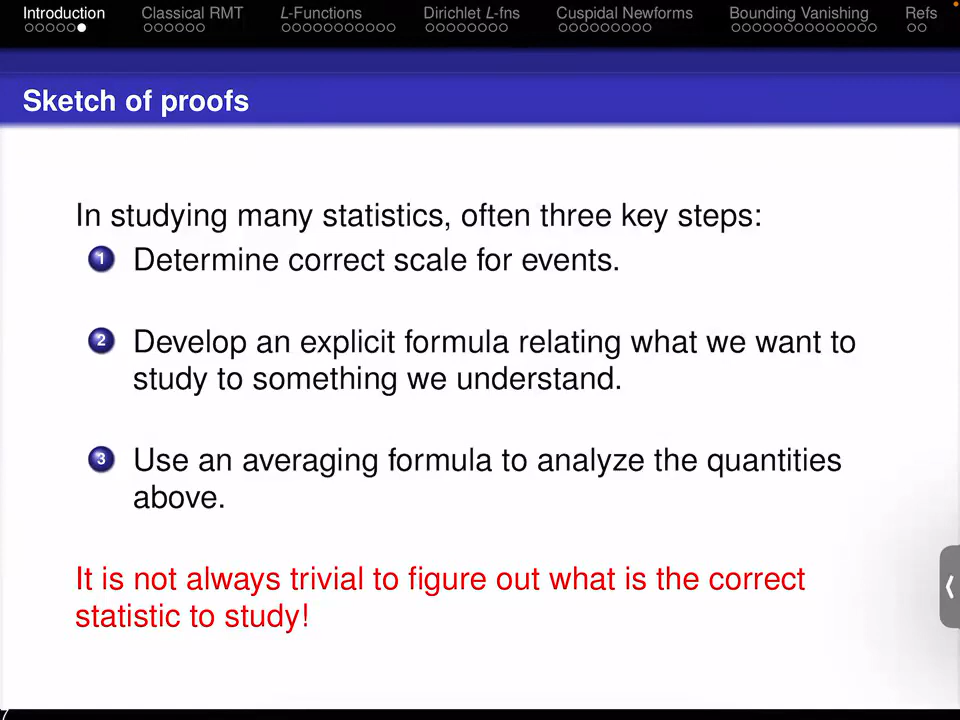 Introduction Classical RMT L-Functions Dirichlet L-fns Cuspidal Newforms Bounding Vanishing Refs
Sketch of proofs
In studying many statistics, often three key steps:
1 Determine correct scale for events.
2 Develop an explicit formula relating what we want to
study to something we understand.
3 Use an averaging formula to analyze the quantities
above.
It is not always trivial to figure out what is the correct
statistic to study!
7